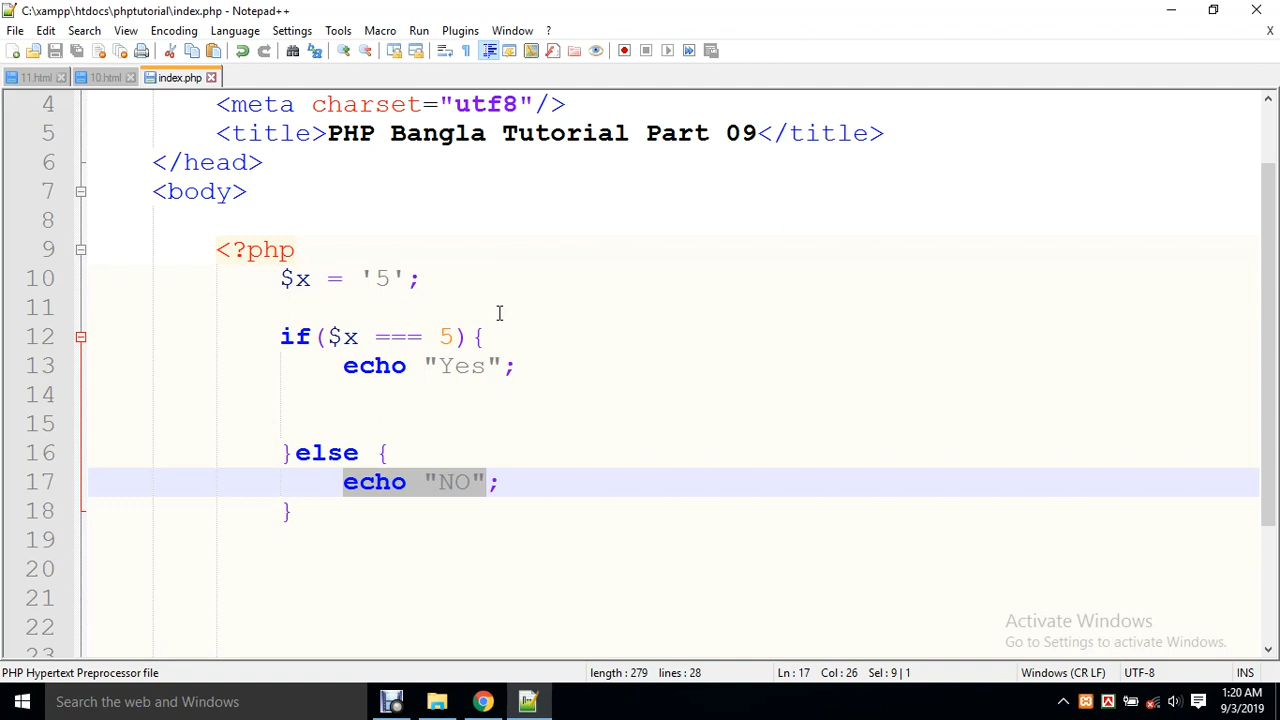 C:\xampp\htdocs\phptutorial\index.php - Notepad++
File Edit Search View Encoding Language Settings Tools Macro Run Plugins Window ?
X
11.html 10.html index.php
4 <meta charset="utf8"/>
5 <title>PHP Bangla Tutorial Part 09</title>
6 </head>
7 <body>
8
9 <?php
10 $x = '5';
11
12 if($x === 5){
13 echo "Yes";
14
15
16 }else {
17 echo "NO";
18 }
19
20
21
22
23
Activate Windows
Go to Settings to activate Windows.
PHP Hypertext Preprocessor file length : 279 lines : 28 Ln : 17 Col : 26 Sel : 9 | 1 Windows (CR LF) UTF-8 INS
Search the web and Windows
1:20 AM
9/3/2019